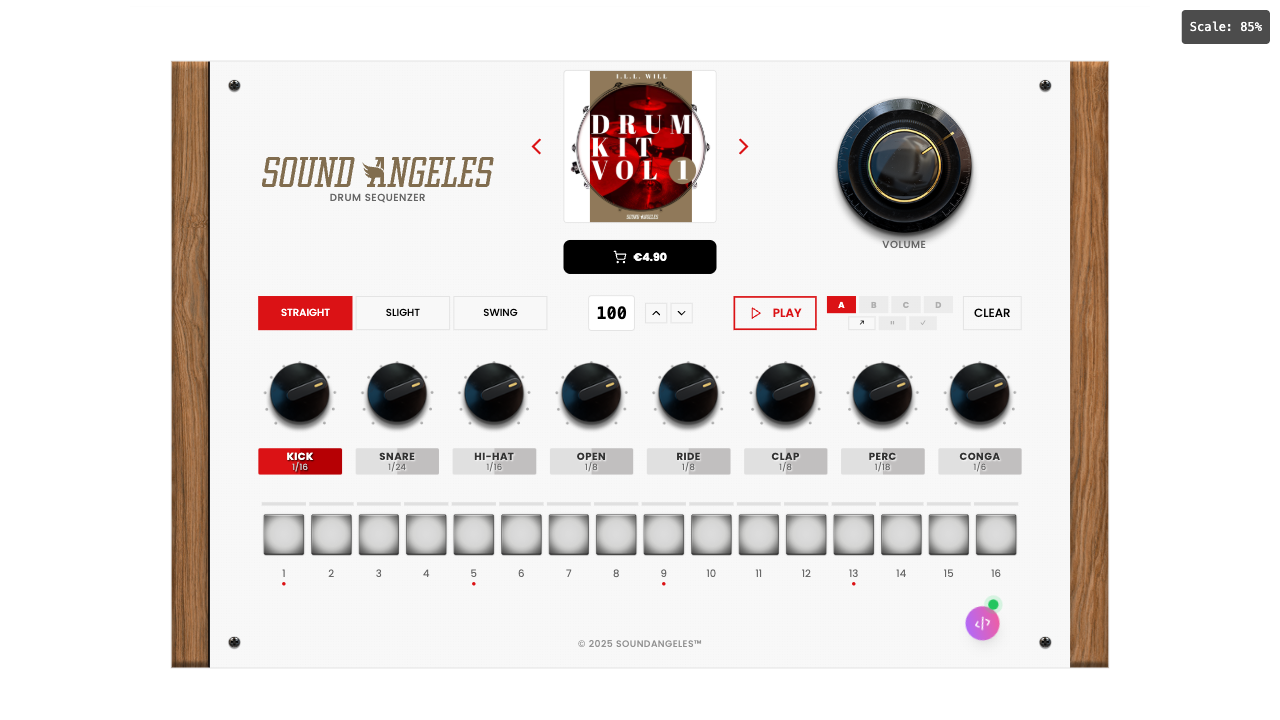 Scale: 85%
I.L.L. WILL
DRUM
KIT
VOL 1
SOUND ANGELES
SOUND ANGELES
DRUM SEQUENZER
€4.90
VOLUME
STRAIGHT SLIGHT SWING 100 PLAY A B C D CLEAR
KICK SNARE HI-HAT OPEN RIDE CLAP PERC CONGA
1/16 1/24 1/16 1/8 1/8 1/8 1/18 1/6
1 2 3 4 5 6 7 8 9 10 11 12 13 14 15 16
© 2025 SOUNDANGELES™